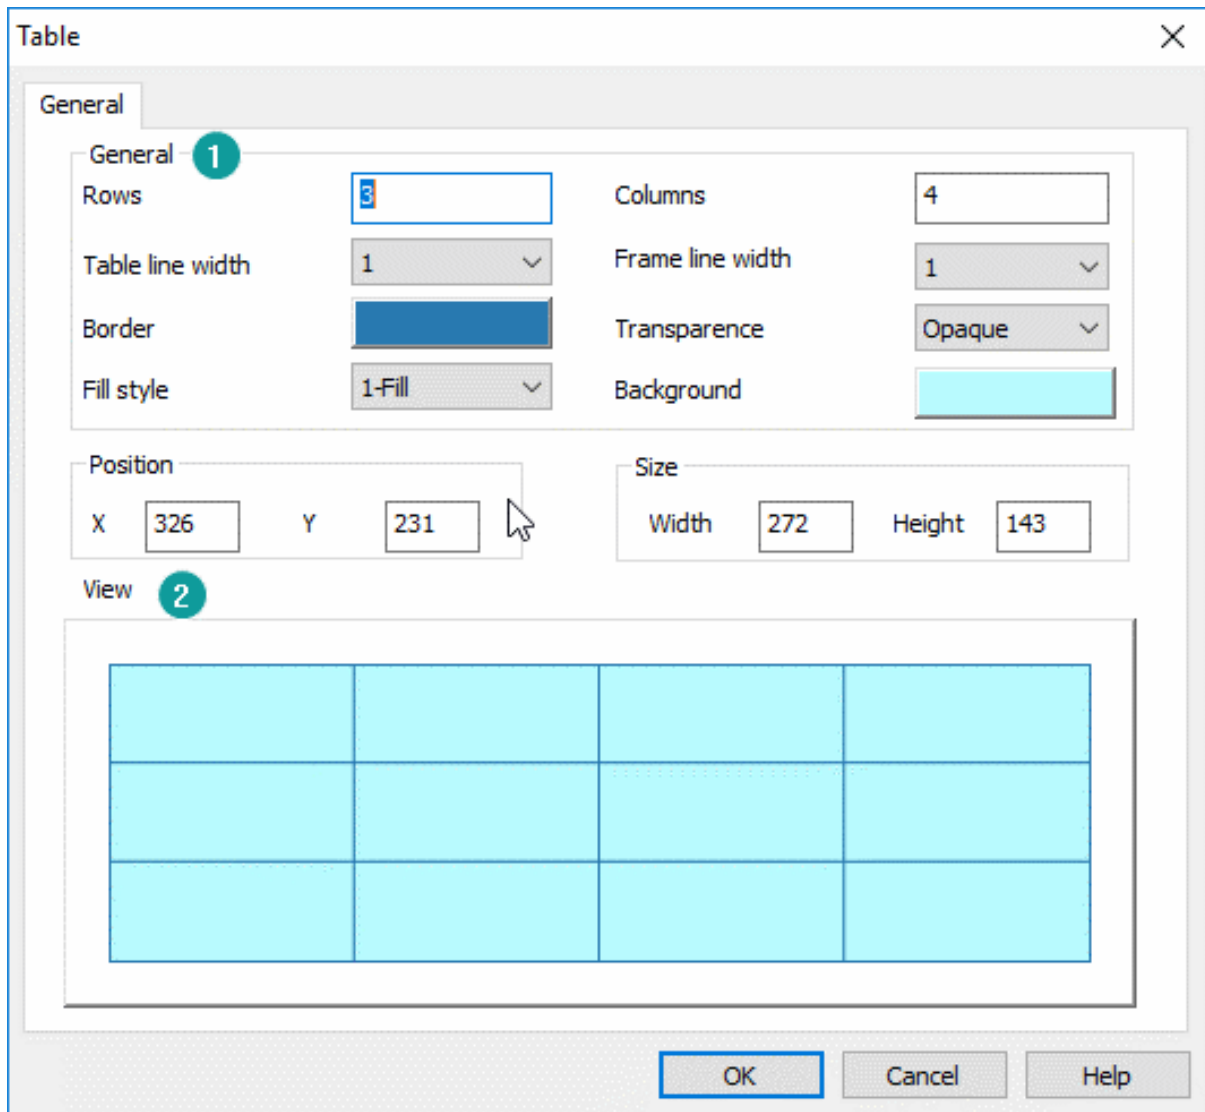 Table
General
General 1
Rows 3 Columns 4
Table line width 1 Frame line width 1
Border Transparence Opaque
Fill style 1-Fill Background
Position Size
X 326 Y 231 Width 272 Height 143
View 2
OK Cancel Help